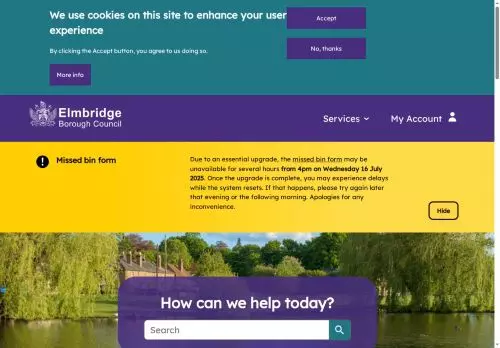 We use cookies on this site to enhance your user
experience
By clicking the Accept button, you agree to us doing so.
More info
Accept
No, thanks
Elmbridge
Borough Council
Services
My Account
Missed bin form
Due to an essential upgrade, the missed bin form may be
unavailable for several hours from 4pm on Wednesday 16 July
2025. Once the upgrade is complete, you may experience delays
while the system resets. If that happens, please try again later
that evening or the following morning. Apologies for any
inconvenience.
Hide
How can we help today?
Search